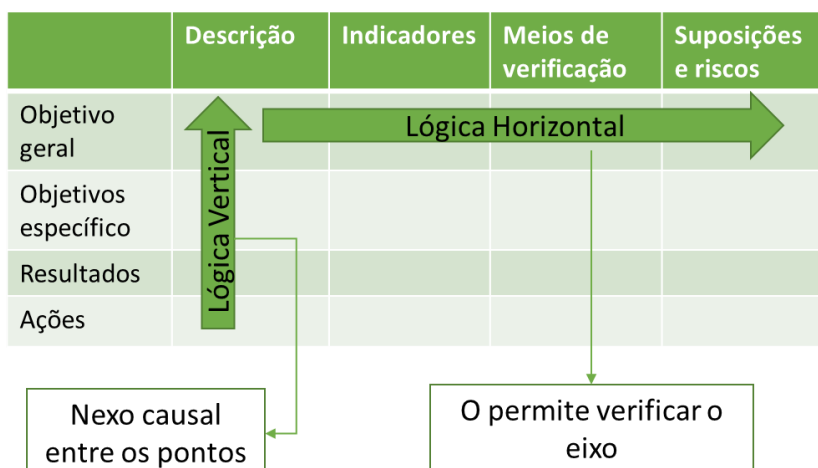 Descrição Indicadores Meios de Suposições
verificação e riscos
Objetivo
geral
Lógica Horizontal
Lógica Vertical
Objetivos
específico
Resultados
Ações
Nexo causal
entre os pontos
O permite verificar o
eixo